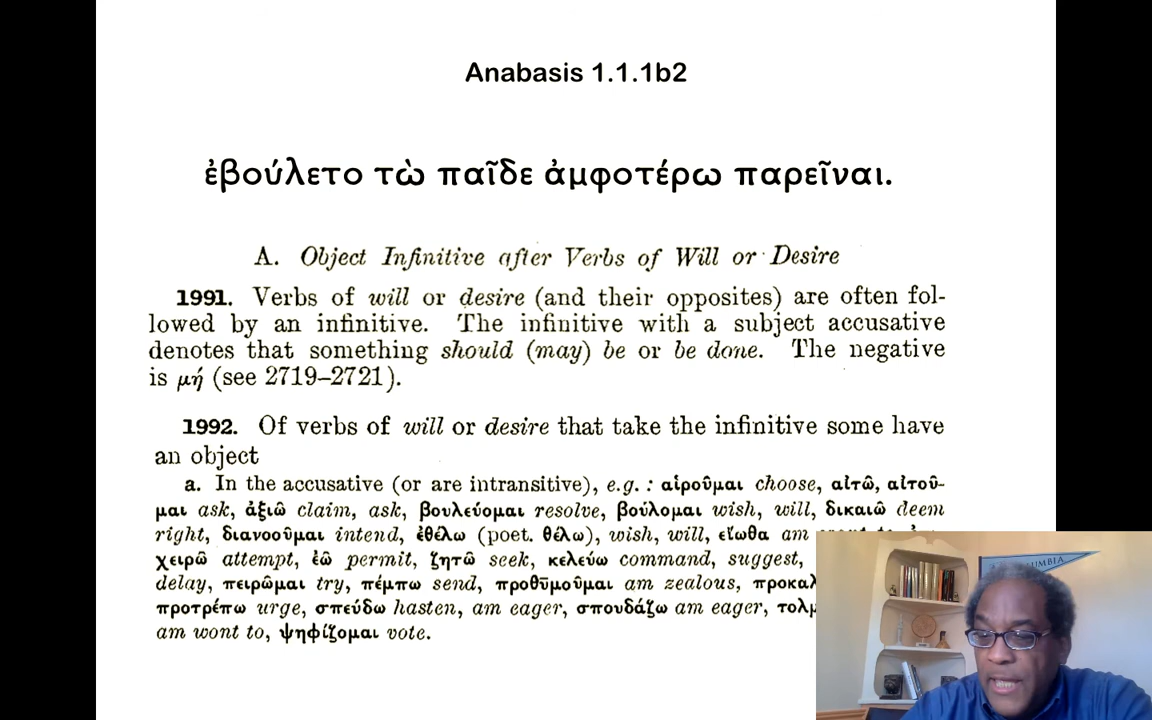 Anabasis 1.1.1b2
ἐβούλετο τὼ παῖδε ἀμφοτέρω παρεῖναι.
A. Object Infinitive after Verbs of Will or Desire
1991. Verbs of will or desire (and their opposites) are often fol-
lowed by an infinitive. The infinitive with a subject accusative
denotes that something should (may) be or be done. The negative
is μή (see 2719–2721).
1992. Of verbs of will or desire that take the infinitive some have
an object
a. In the accusative (or are intransitive), e.g. : αἱροῦμαι choose, αἰτῶ, αἰτοῦ-
μαι ask, ἀξιῶ claim, ask, βουλεύομαι resolve, βούλομαι wish, will, δικαιῶ deem
right, διανοοῦμαι intend, ἐθέλω (poet. θέλω), wish, will, εἴωθα am
χειρῶ attempt, ἐῶ permit, ζητῶ seek, κελεύω command, suggest,
delay, πειρῶμαι try, πέμπω send, προθῡμοῦμαι am zealous, προκαλ
προτρέπω urge, σπεύδω hasten, am eager, σπουδάζω am eager, τολμ
am wont to, ψηφίζομαι vote.
UMBIA